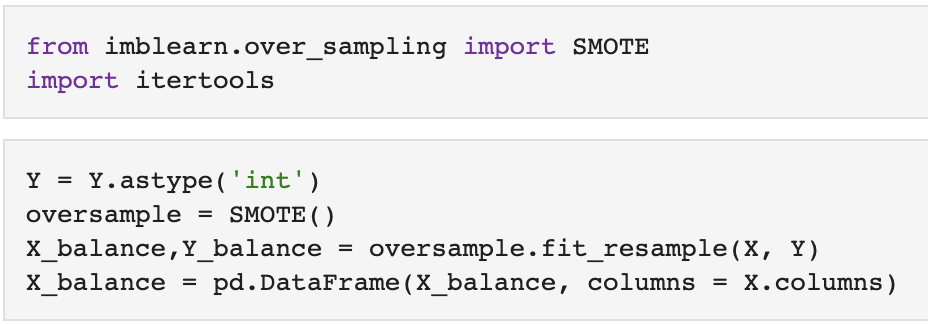 from imblearn.over_sampling import SMOTE
import itertools
Y = Y.astype('int')
oversample = SMOTE()
X_balance,Y_balance = oversample.fit_resample(X, Y)
X_balance = pd.DataFrame(X_balance, columns = X.columns)